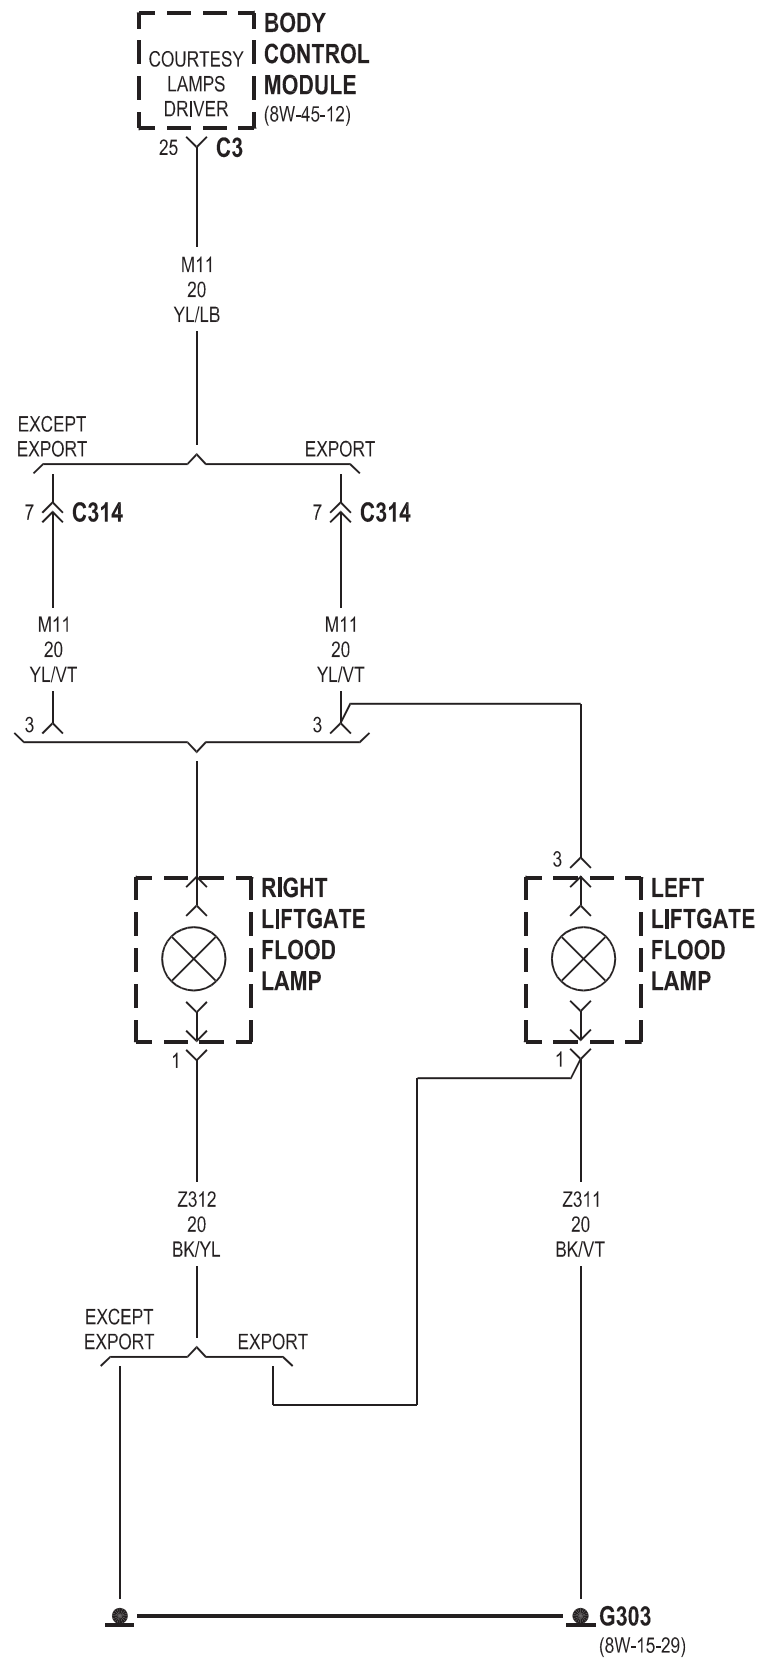 BODY
CONTROL
MODULE
(8W-45-12)
COURTESY
LAMPS
DRIVER
25
C3
M11
20
YL/LB
EXCEPT
EXPORT
EXPORT
7
C314
7
C314
M11
20
YL/VT
M11
20
YL/VT
3
3
3
RIGHT
LIFTGATE
FLOOD
LAMP
LEFT
LIFTGATE
FLOOD
LAMP
1
1
Z312
20
BK/YL
Z311
20
BK/VT
EXCEPT
EXPORT
EXPORT
G303
(8W-15-29)